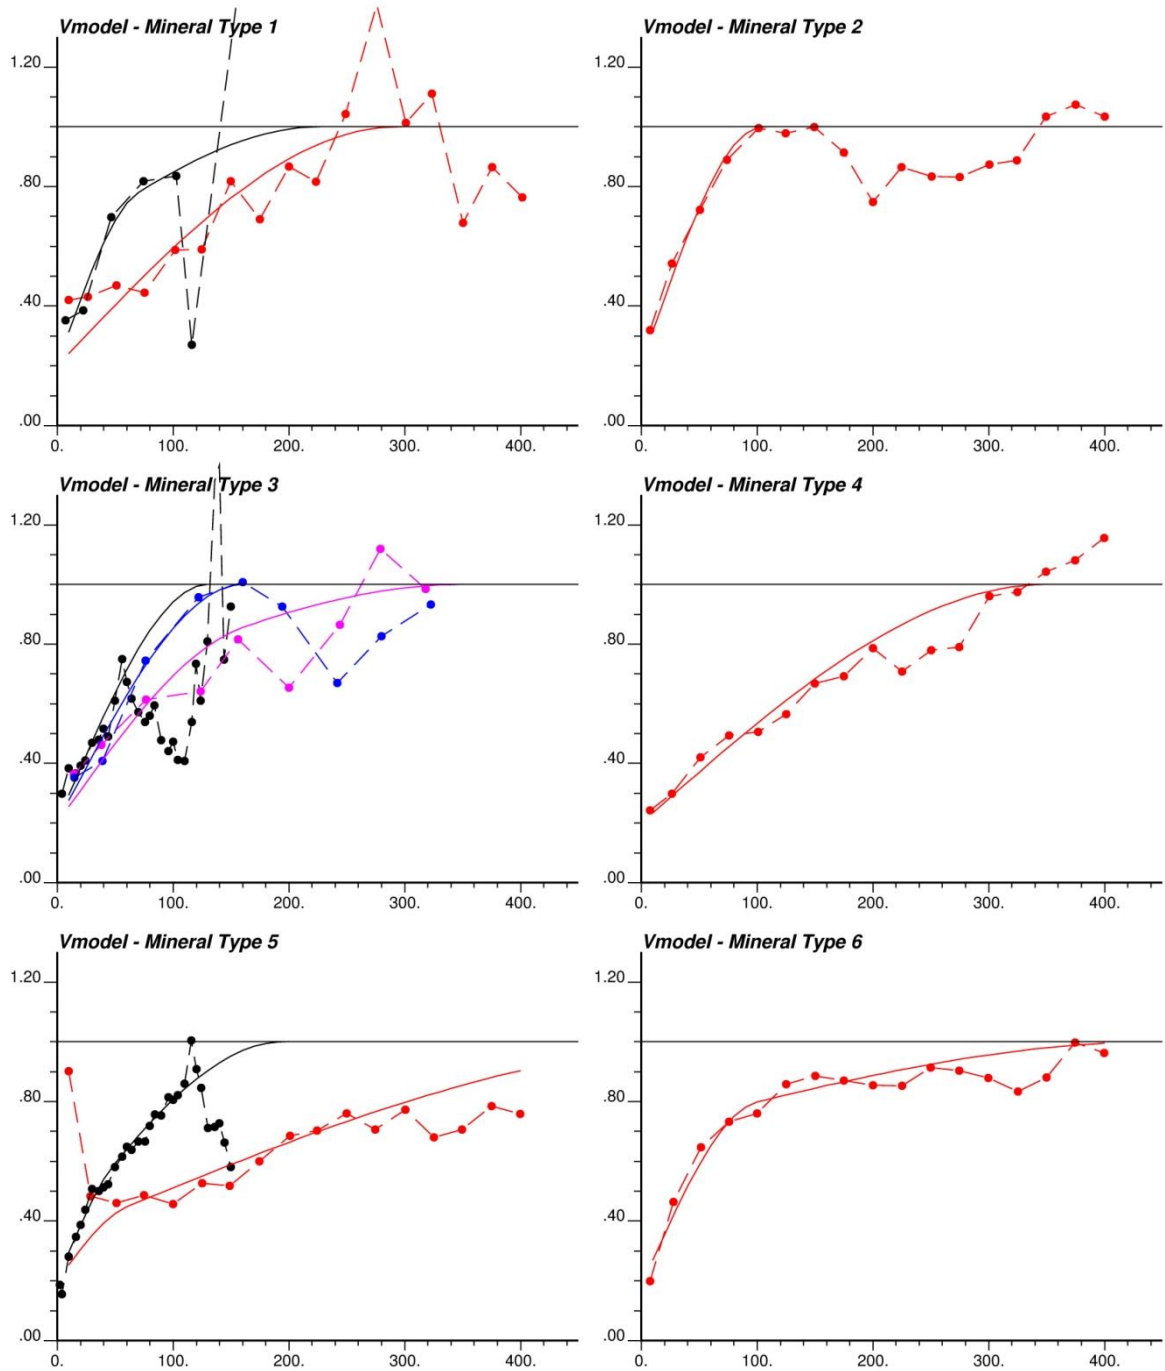 Vmodel - Mineral Type 1
1.20
.80
.40
.00
0. 100. 200. 300. 400.
Vmodel - Mineral Type 2
1.20
.80
.40
.00
0. 100. 200. 300. 400.
Vmodel - Mineral Type 3
1.20
.80
.40
.00
0. 100. 200. 300. 400.
Vmodel - Mineral Type 4
1.20
.80
.40
.00
0. 100. 200. 300. 400.
Vmodel - Mineral Type 5
1.20
.80
.40
.00
0. 100. 200. 300. 400.
Vmodel - Mineral Type 6
1.20
.80
.40
.00
0. 100. 200. 300. 400.